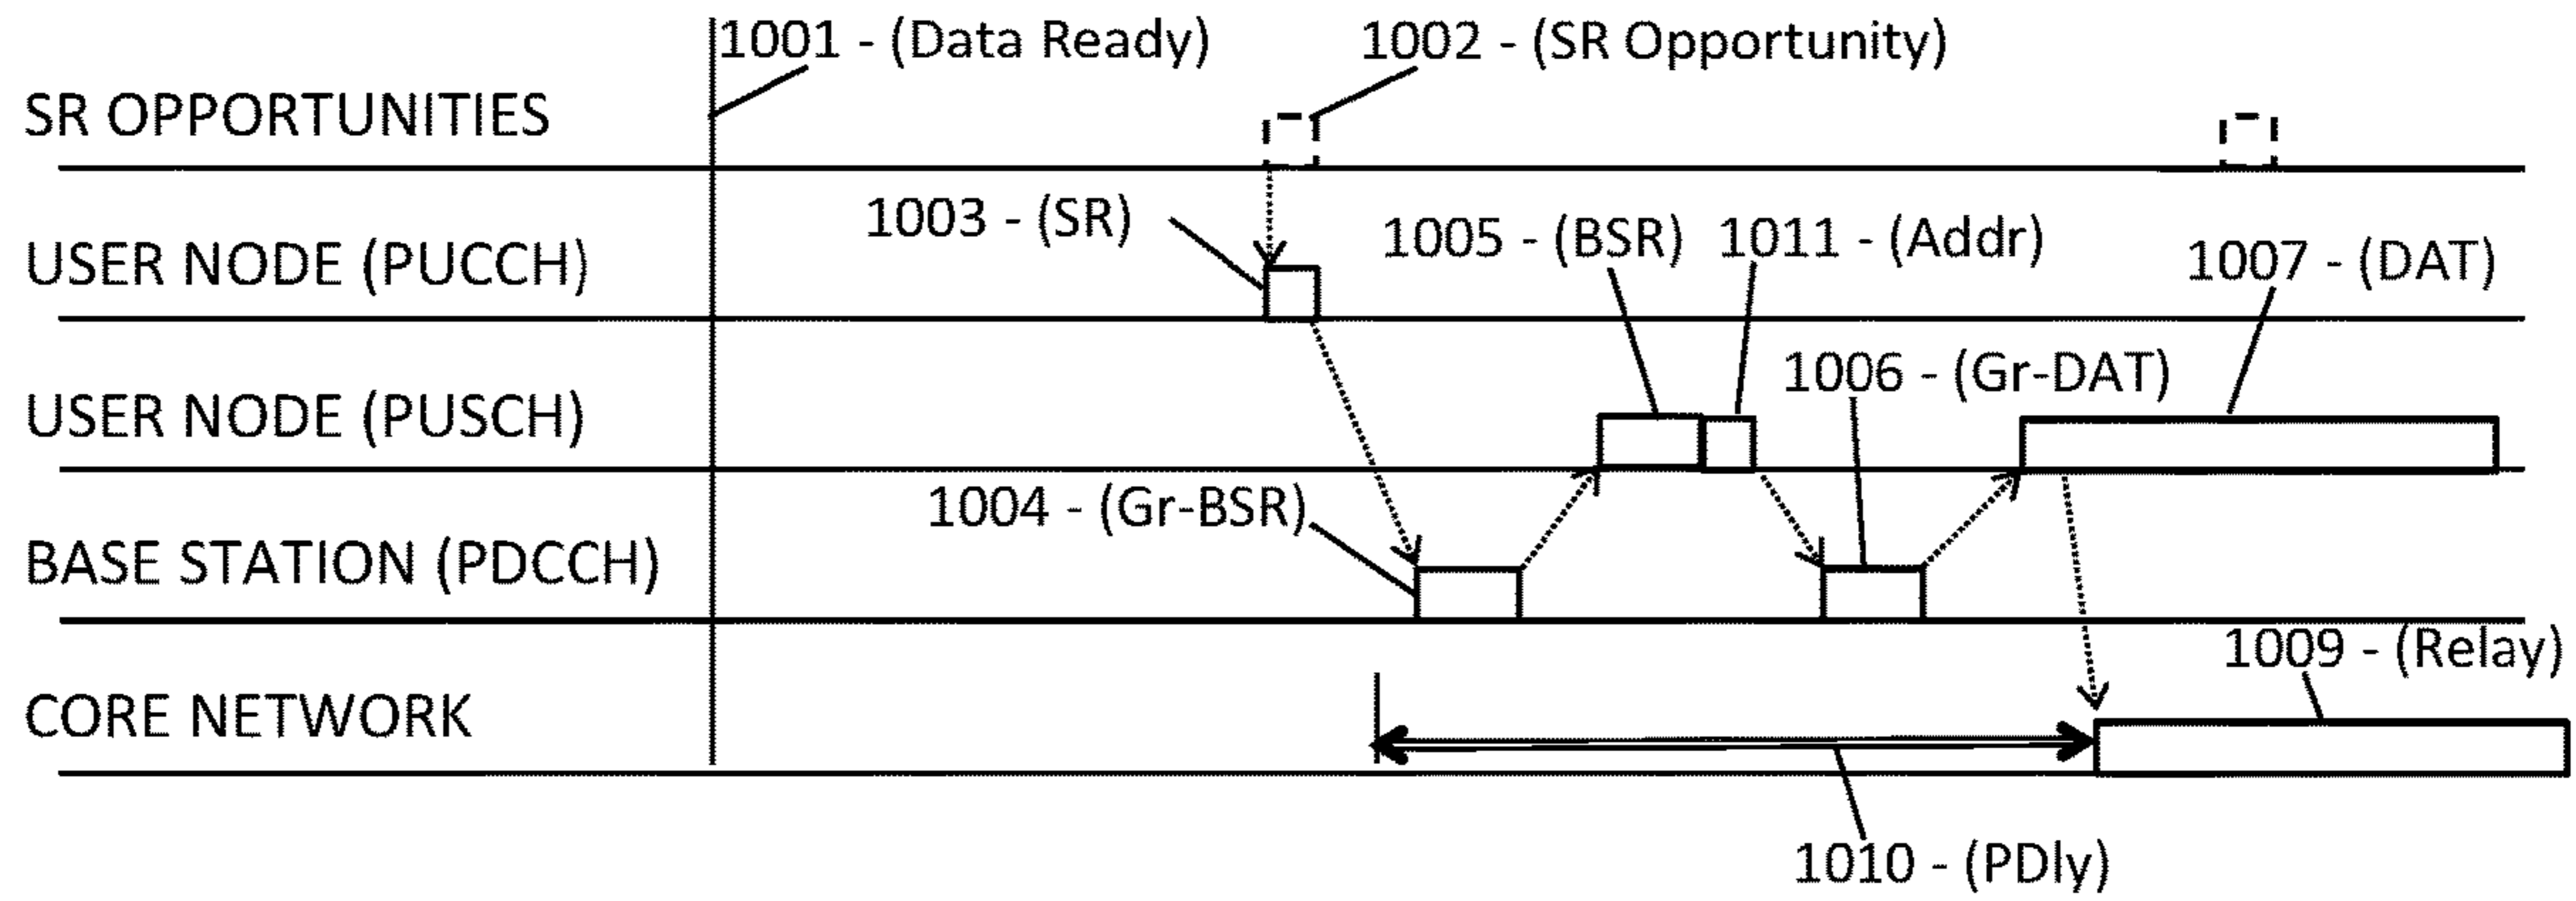 1001 - (Data Ready)
1002 - (SR Opportunity)
SR OPPORTUNITIES
1003 - (SR)
1005 - (BSR)
1011 - (Addr)
USER NODE (PUCCH)
1007 - (DAT)
1006 - (Gr-DAT)
USER NODE (PUSCH)
1004 - (Gr-BSR)
BASE STATION (PDCCH)
1009 - (Relay)
CORE NETWORK
1010 - (PDly)